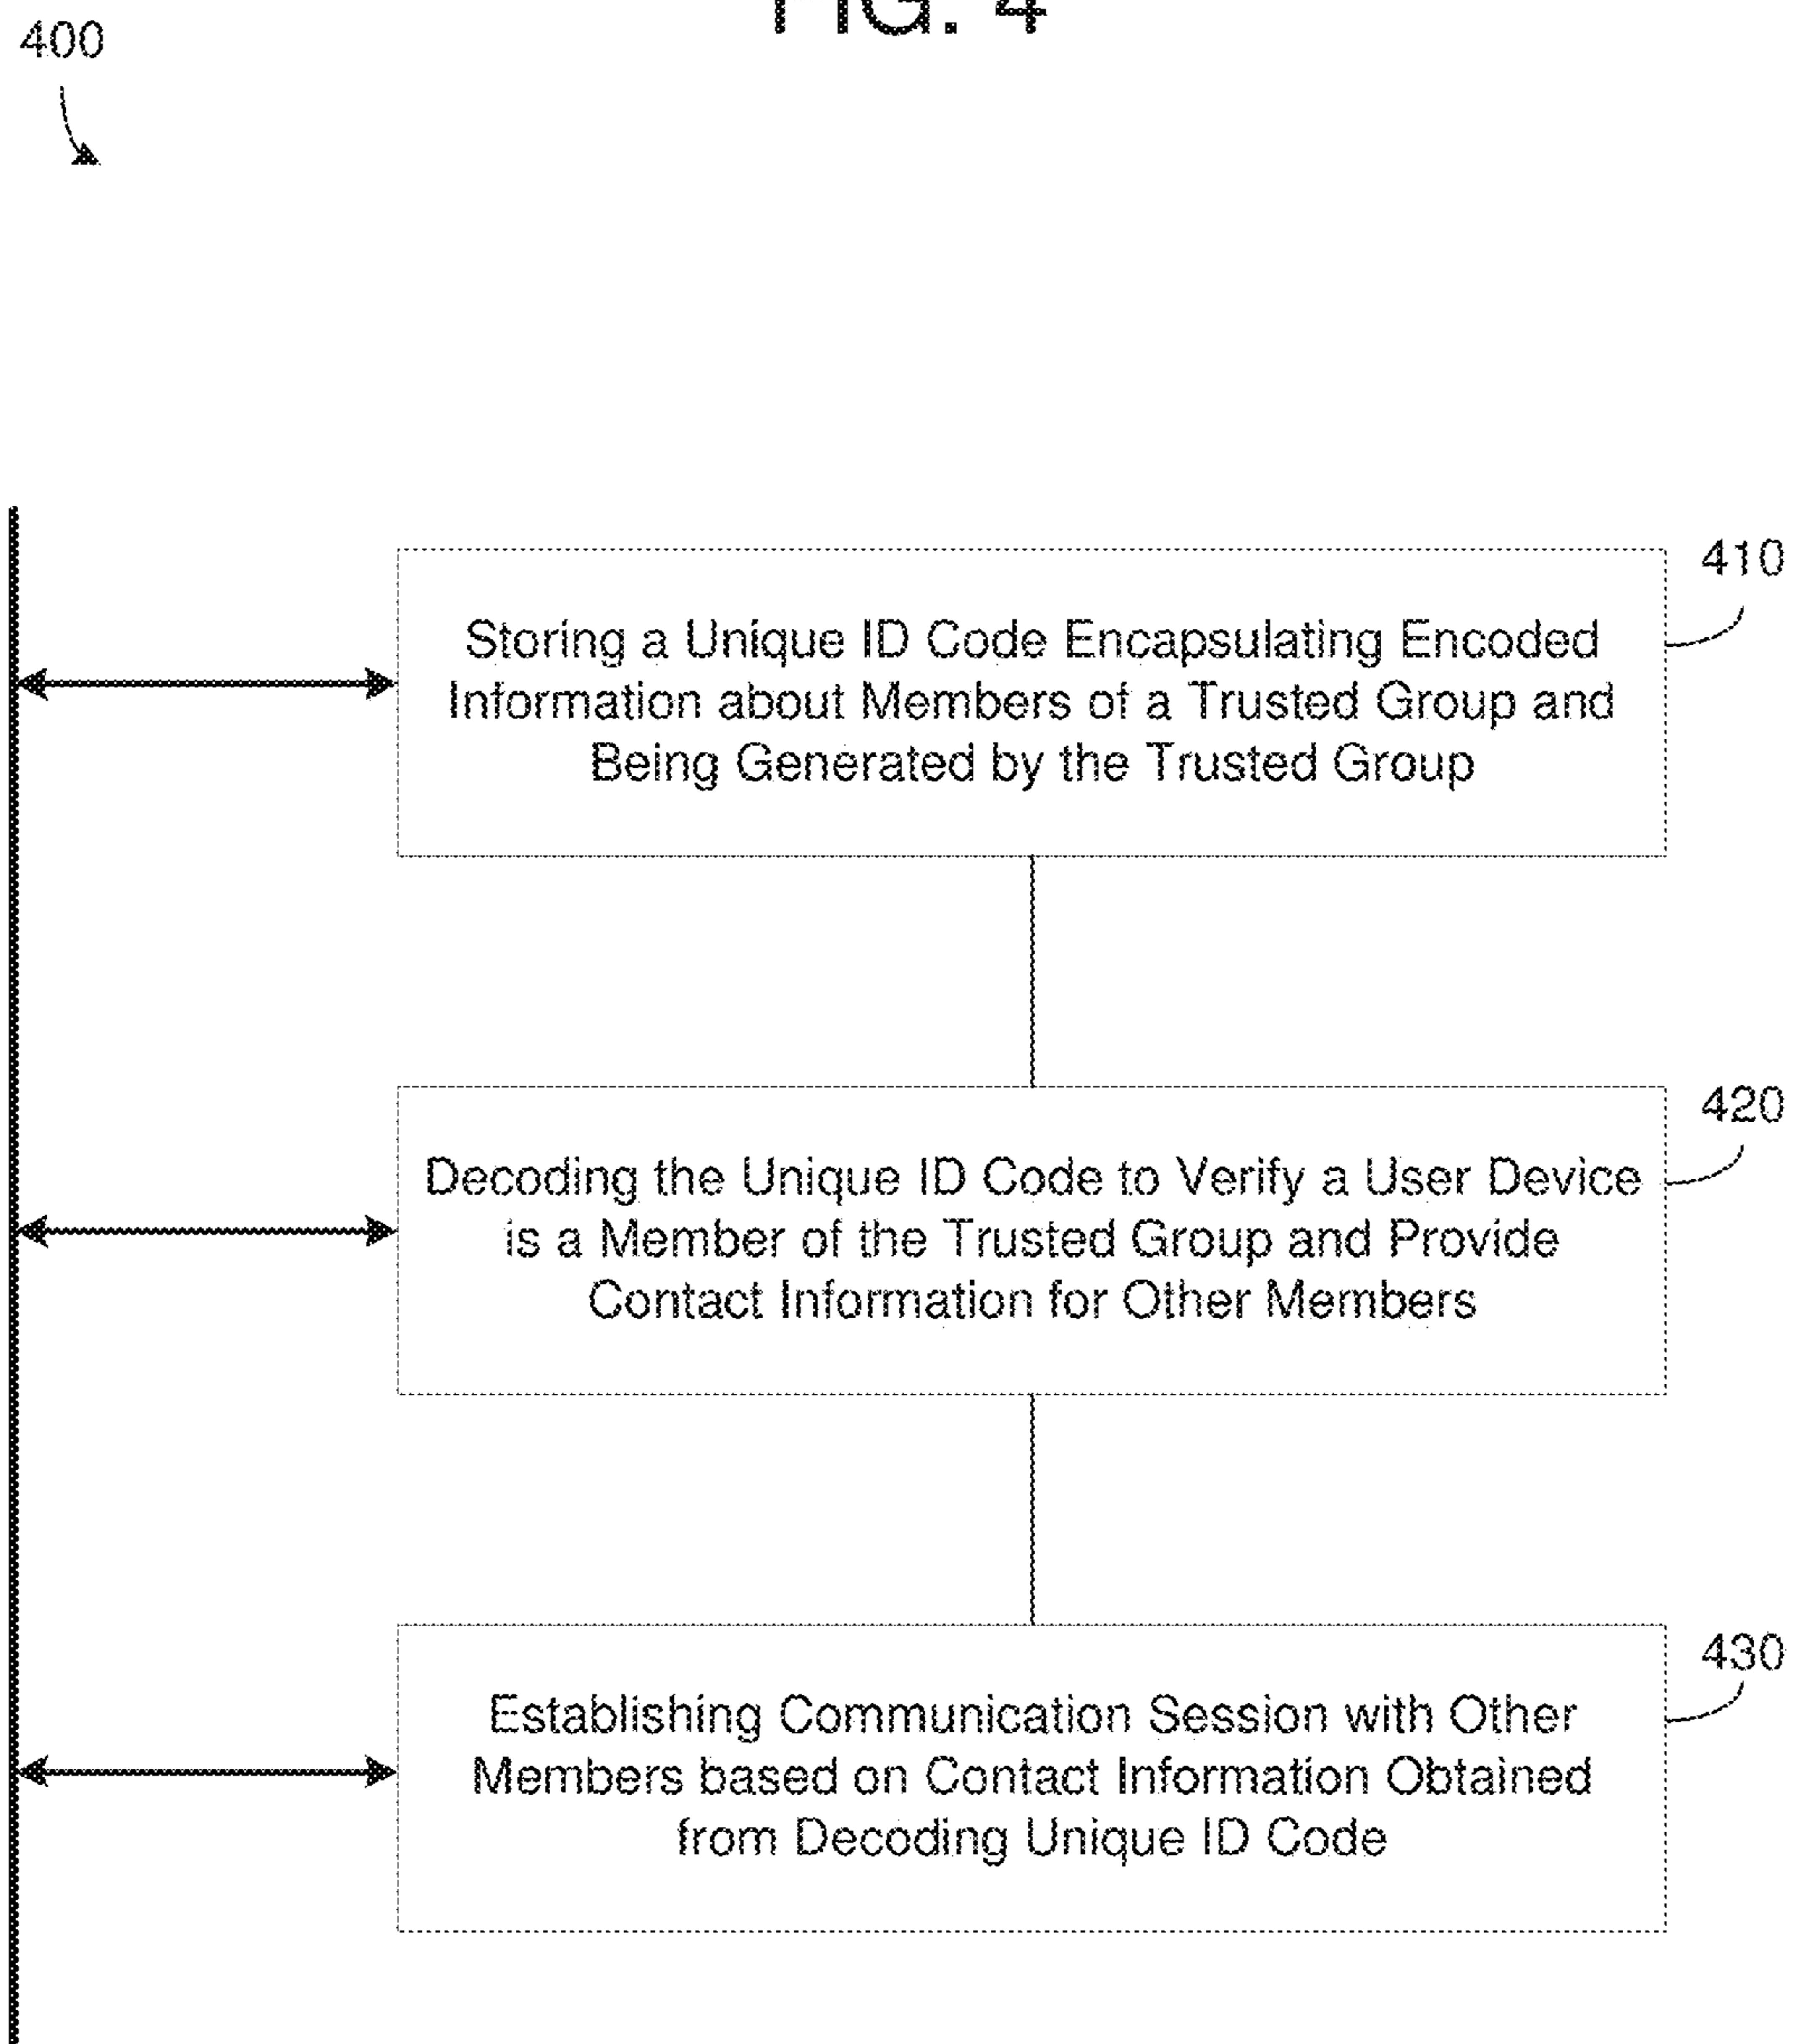 FIG. 4
400
410
Storing a Unique ID Code Encapsulating Encoded
Information about Members of a Trusted Group and
Being Generated by the Trusted Group
420
Decoding the Unique ID Code to Verify a User Device
is a Member of the Trusted Group and Provide
Contact Information for Other Members
430
Establishing Communication Session with Other
Members based on Contact Information Obtained
from Decoding Unique ID Code